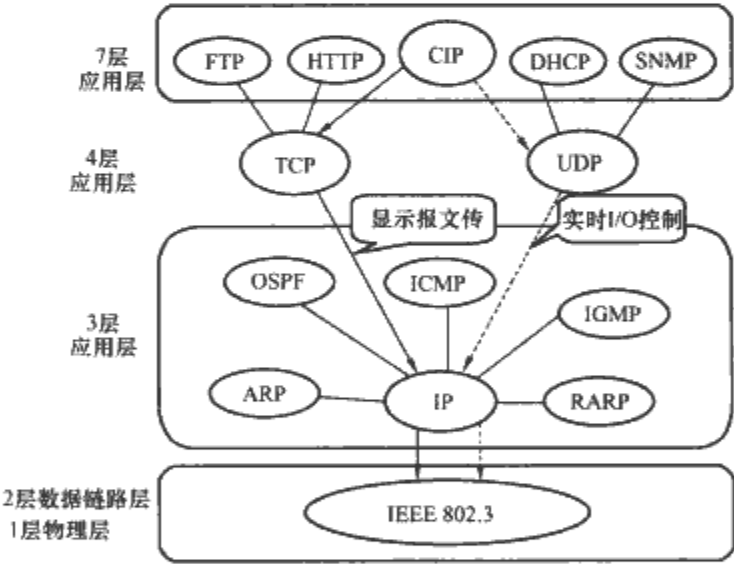 7层
应用层
FTP
HTTP
CIP
DHCP
SNMP
4层
应用层
TCP
UDP
显示报文传
实时I/O控制
3层
应用层
OSPF
ICMP
IGMP
ARP
IP
RARP
2层数据链路层
1层物理层
IEEE 802.3